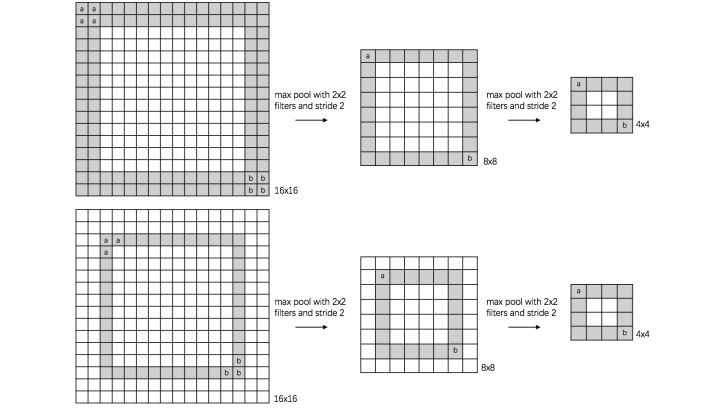 a a
a a
a
a
max pool with 2x2
filters and stride 2
max pool with 2x2
filters and stride 2
b
4x4
b
8x8
b b
b b
16x16
a a
a
a
a
max pool with 2x2
filters and stride 2
max pool with 2x2
filters and stride 2
b
4x4
b
b
b b
8x8
16x16